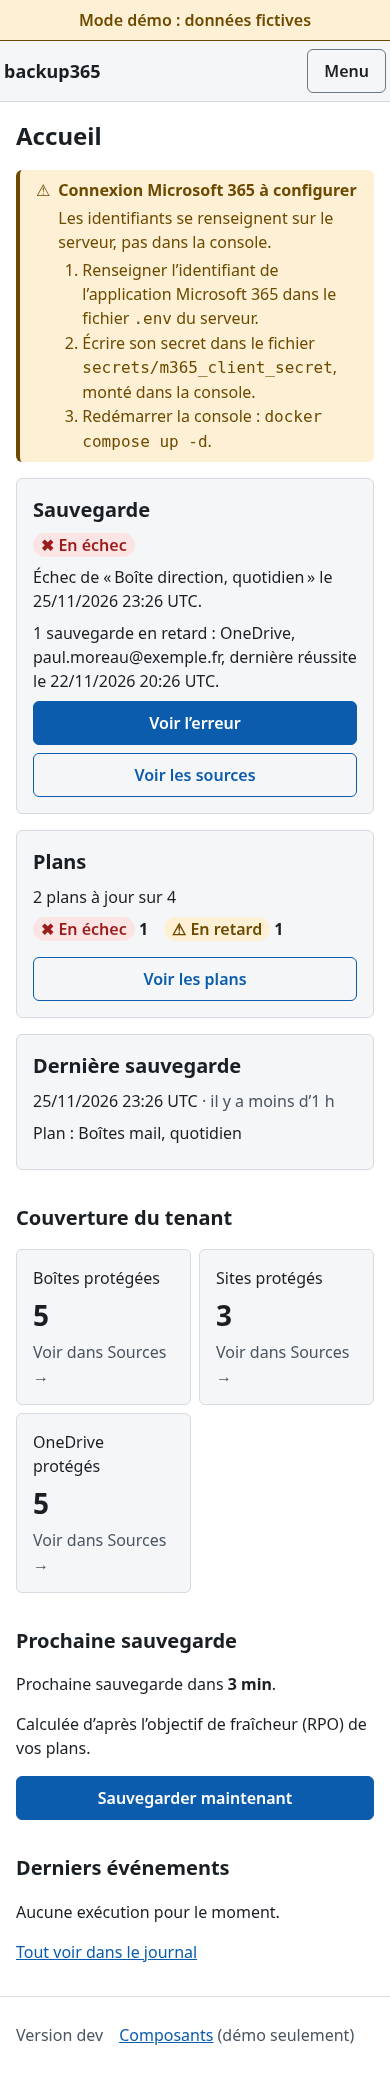 Mode démo : données fictives
backup365
Menu
Accueil
⚠ Connexion Microsoft 365 à configurer
Les identifiants se renseignent sur le
serveur, pas dans la console.
1. Renseigner l’identifiant de
l’application Microsoft 365 dans le
fichier .env du serveur.
2. Écrire son secret dans le fichier
secrets/m365_client_secret,
monté dans la console.
3. Redémarrer la console : docker
compose up -d.
Sauvegarde
✖ En échec
Échec de « Boîte direction, quotidien » le
25/11/2026 23:26 UTC.
1 sauvegarde en retard : OneDrive,
paul.moreau@exemple.fr, dernière réussite
le 22/11/2026 20:26 UTC.
Voir l’erreur
Voir les sources
Plans
2 plans à jour sur 4
✖ En échec 1 ⚠ En retard 1
Voir les plans
Dernière sauvegarde
25/11/2026 23:26 UTC · il y a moins d’1 h
Plan : Boîtes mail, quotidien
Couverture du tenant
Boîtes protégées
5
Voir dans Sources
→
Sites protégés
3
Voir dans Sources
→
OneDrive
protégés
5
Voir dans Sources
→
Prochaine sauvegarde
Prochaine sauvegarde dans 3 min.
Calculée d’après l’objectif de fraîcheur (RPO) de
vos plans.
Sauvegarder maintenant
Derniers événements
Aucune exécution pour le moment.
Tout voir dans le journal
Version dev Composants (démo seulement)